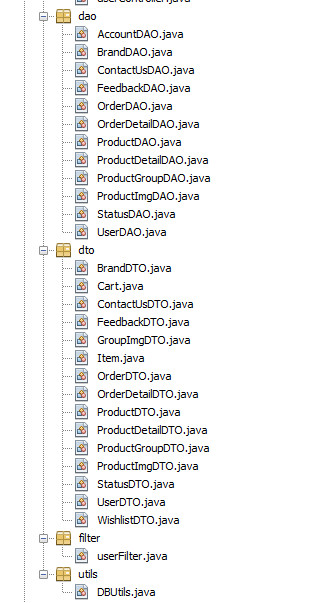 userController.java
dao
AccountDAO.java
BrandDAO.java
ContactUsDAO.java
FeedbackDAO.java
OrderDAO.java
OrderDetailDAO.java
ProductDAO.java
ProductDetailDAO.java
ProductGroupDAO.java
ProductImgDAO.java
StatusDAO.java
UserDAO.java
dto
BrandDTO.java
Cart.java
ContactUsDTO.java
FeedbackDTO.java
GroupImgDTO.java
Item.java
OrderDTO.java
OrderDetailDTO.java
ProductDTO.java
ProductDetailDTO.java
ProductGroupDTO.java
ProductImgDTO.java
StatusDTO.java
UserDTO.java
WishlistDTO.java
filter
userFilter.java
utils
DBUtils.java